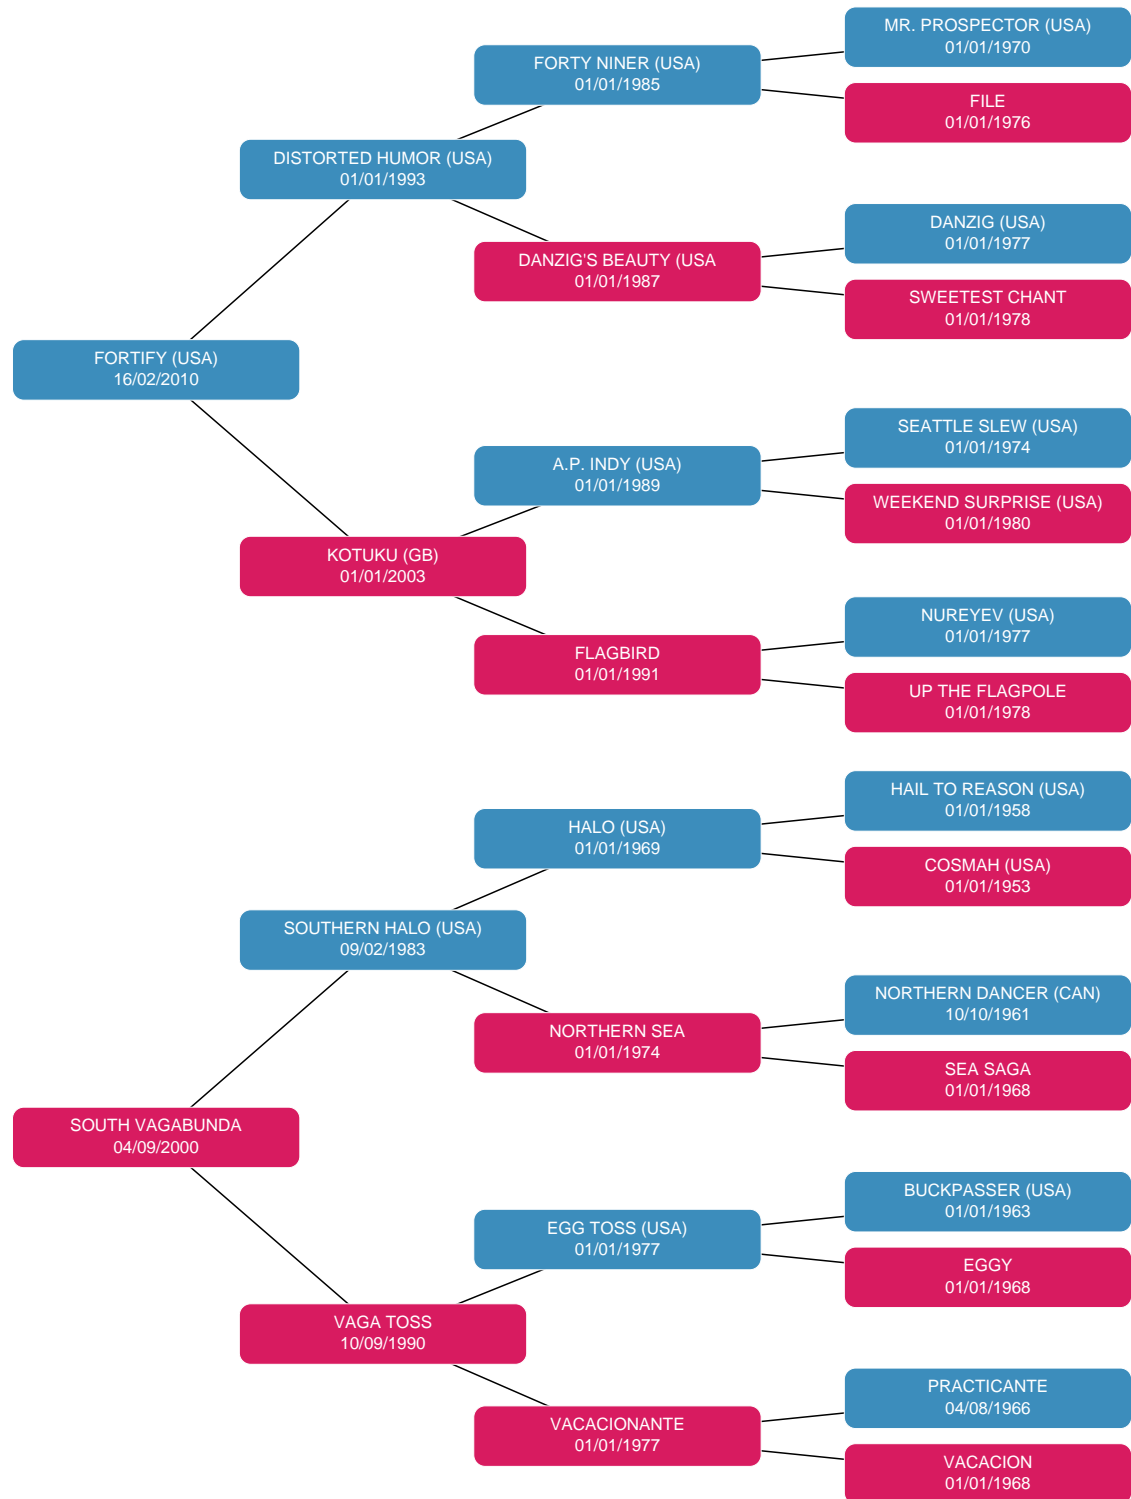 MR. PROSPECTOR (USA)
01/01/1970
FORTY NINER (USA)
01/01/1985
FILE
01/01/1976
DISTORTED HUMOR (USA)
01/01/1993
DANZIG (USA)
01/01/1977
DANZIG'S BEAUTY (USA
01/01/1987
SWEETEST CHANT
01/01/1978
FORTIFY (USA)
16/02/2010
SEATTLE SLEW (USA)
01/01/1974
A.P. INDY (USA)
01/01/1989
WEEKEND SURPRISE (USA)
01/01/1980
KOTUKU (GB)
01/01/2003
NUREYEV (USA)
01/01/1977
FLAGBIRD
01/01/1991
UP THE FLAGPOLE
01/01/1978
HAIL TO REASON (USA)
01/01/1958
HALO (USA)
01/01/1969
COSMAH (USA)
01/01/1953
SOUTHERN HALO (USA)
09/02/1983
NORTHERN DANCER (CAN)
10/10/1961
NORTHERN SEA
01/01/1974
SEA SAGA
01/01/1968
SOUTH VAGABUNDA
04/09/2000
BUCKPASSER (USA)
01/01/1963
EGG TOSS (USA)
01/01/1977
EGGY
01/01/1968
VAGA TOSS
10/09/1990
PRACTICANTE
04/08/1966
VACACIONANTE
01/01/1977
VACACION
01/01/1968